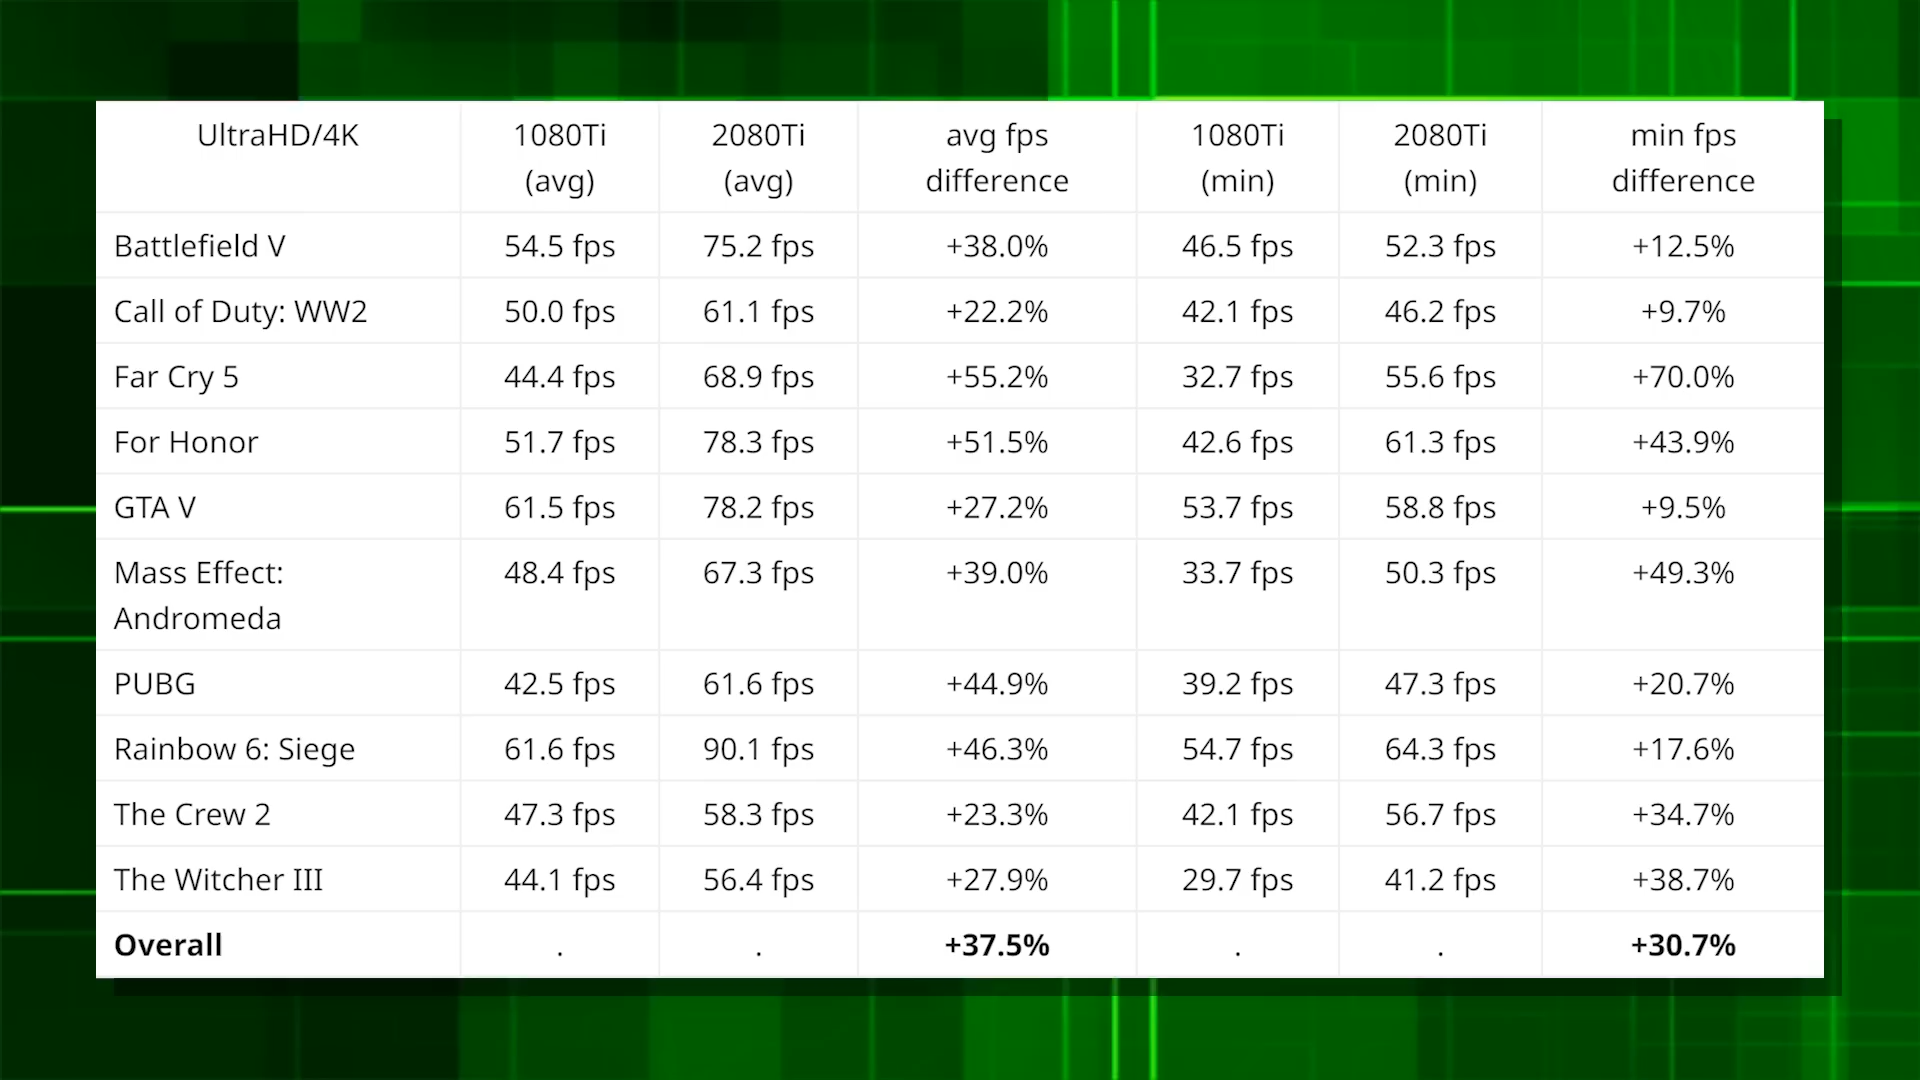 UltraHD/4K 1080Ti 2080Ti avg fps 1080Ti 2080Ti min fps
(avg) (avg) difference (min) (min) difference
Battlefield V 54.5 fps 75.2 fps +38.0% 46.5 fps 52.3 fps +12.5%
Call of Duty: WW2 50.0 fps 61.1 fps +22.2% 42.1 fps 46.2 fps +9.7%
Far Cry 5 44.4 fps 68.9 fps +55.2% 32.7 fps 55.6 fps +70.0%
For Honor 51.7 fps 78.3 fps +51.5% 42.6 fps 61.3 fps +43.9%
GTA V 61.5 fps 78.2 fps +27.2% 53.7 fps 58.8 fps +9.5%
Mass Effect: 48.4 fps 67.3 fps +39.0% 33.7 fps 50.3 fps +49.3%
Andromeda
PUBG 42.5 fps 61.6 fps +44.9% 39.2 fps 47.3 fps +20.7%
Rainbow 6: Siege 61.6 fps 90.1 fps +46.3% 54.7 fps 64.3 fps +17.6%
The Crew 2 47.3 fps 58.3 fps +23.3% 42.1 fps 56.7 fps +34.7%
The Witcher III 44.1 fps 56.4 fps +27.9% 29.7 fps 41.2 fps +38.7%
Overall . . +37.5% . . +30.7%